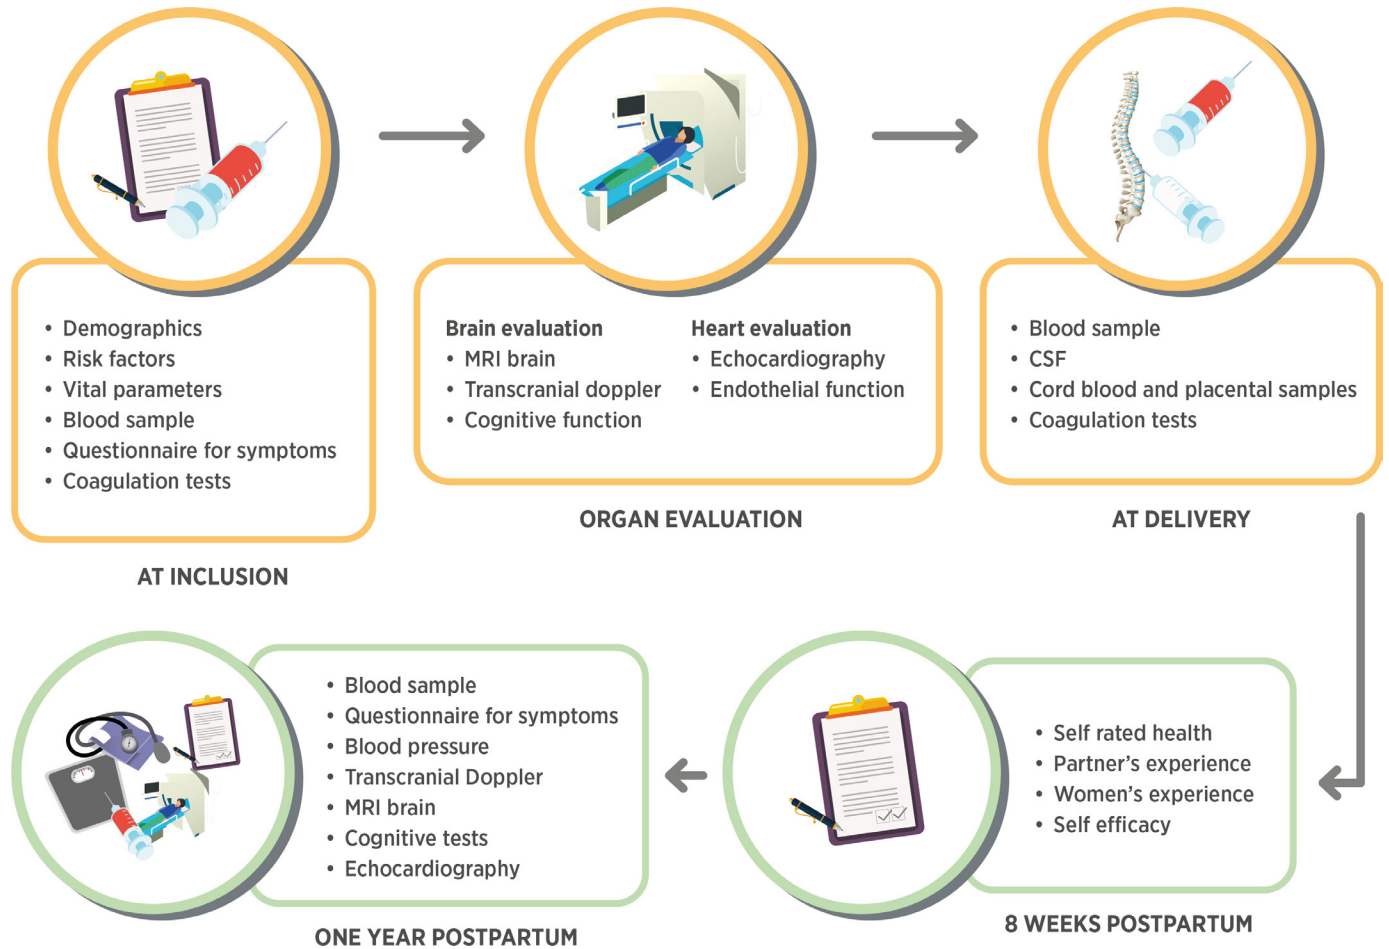 • Demographics
• Risk factors
• Vital parameters
• Blood sample
• Questionnaire for symptoms
• Coagulation tests
AT INCLUSION
Brain evaluation
• MRI brain
• Transcranial doppler
• Cognitive function
Heart evaluation
• Echocardiography
• Endothelial function
ORGAN EVALUATION
• Blood sample
• CSF
• Cord blood and placental samples
• Coagulation tests
AT DELIVERY
• Self rated health
• Partner's experience
• Women's experience
• Self efficacy
8 WEEKS POSTPARTUM
• Blood sample
• Questionnaire for symptoms
• Blood pressure
• Transcranial Doppler
• MRI brain
• Cognitive tests
• Echocardiography
ONE YEAR POSTPARTUM